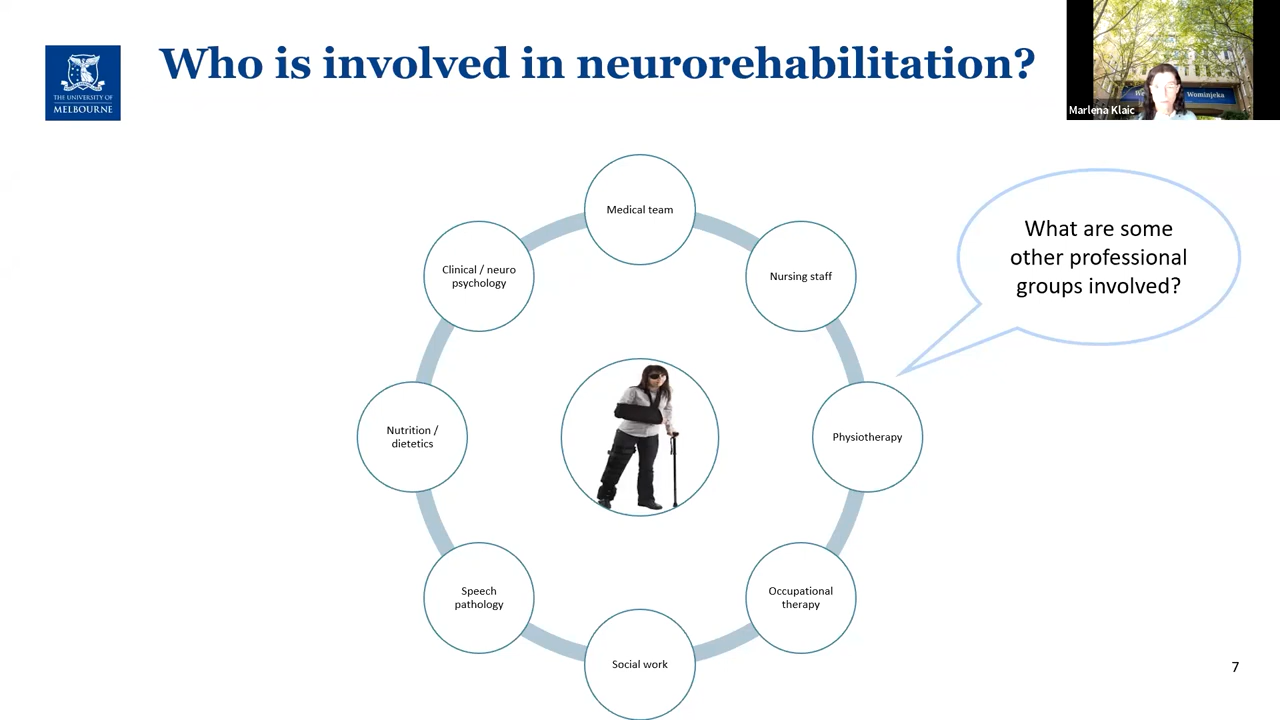 Who is involved in neurorehabilitation?
THE UNIVERSITY OF
MELBOURNE
Wominjeka
Marlena Klaic
Medical team
Clinical / neuro
psychology
Nursing staff
What are some
other professional
groups involved?
Nutrition /
dietetics
Physiotherapy
Speech
pathology
Occupational
therapy
Social work
7